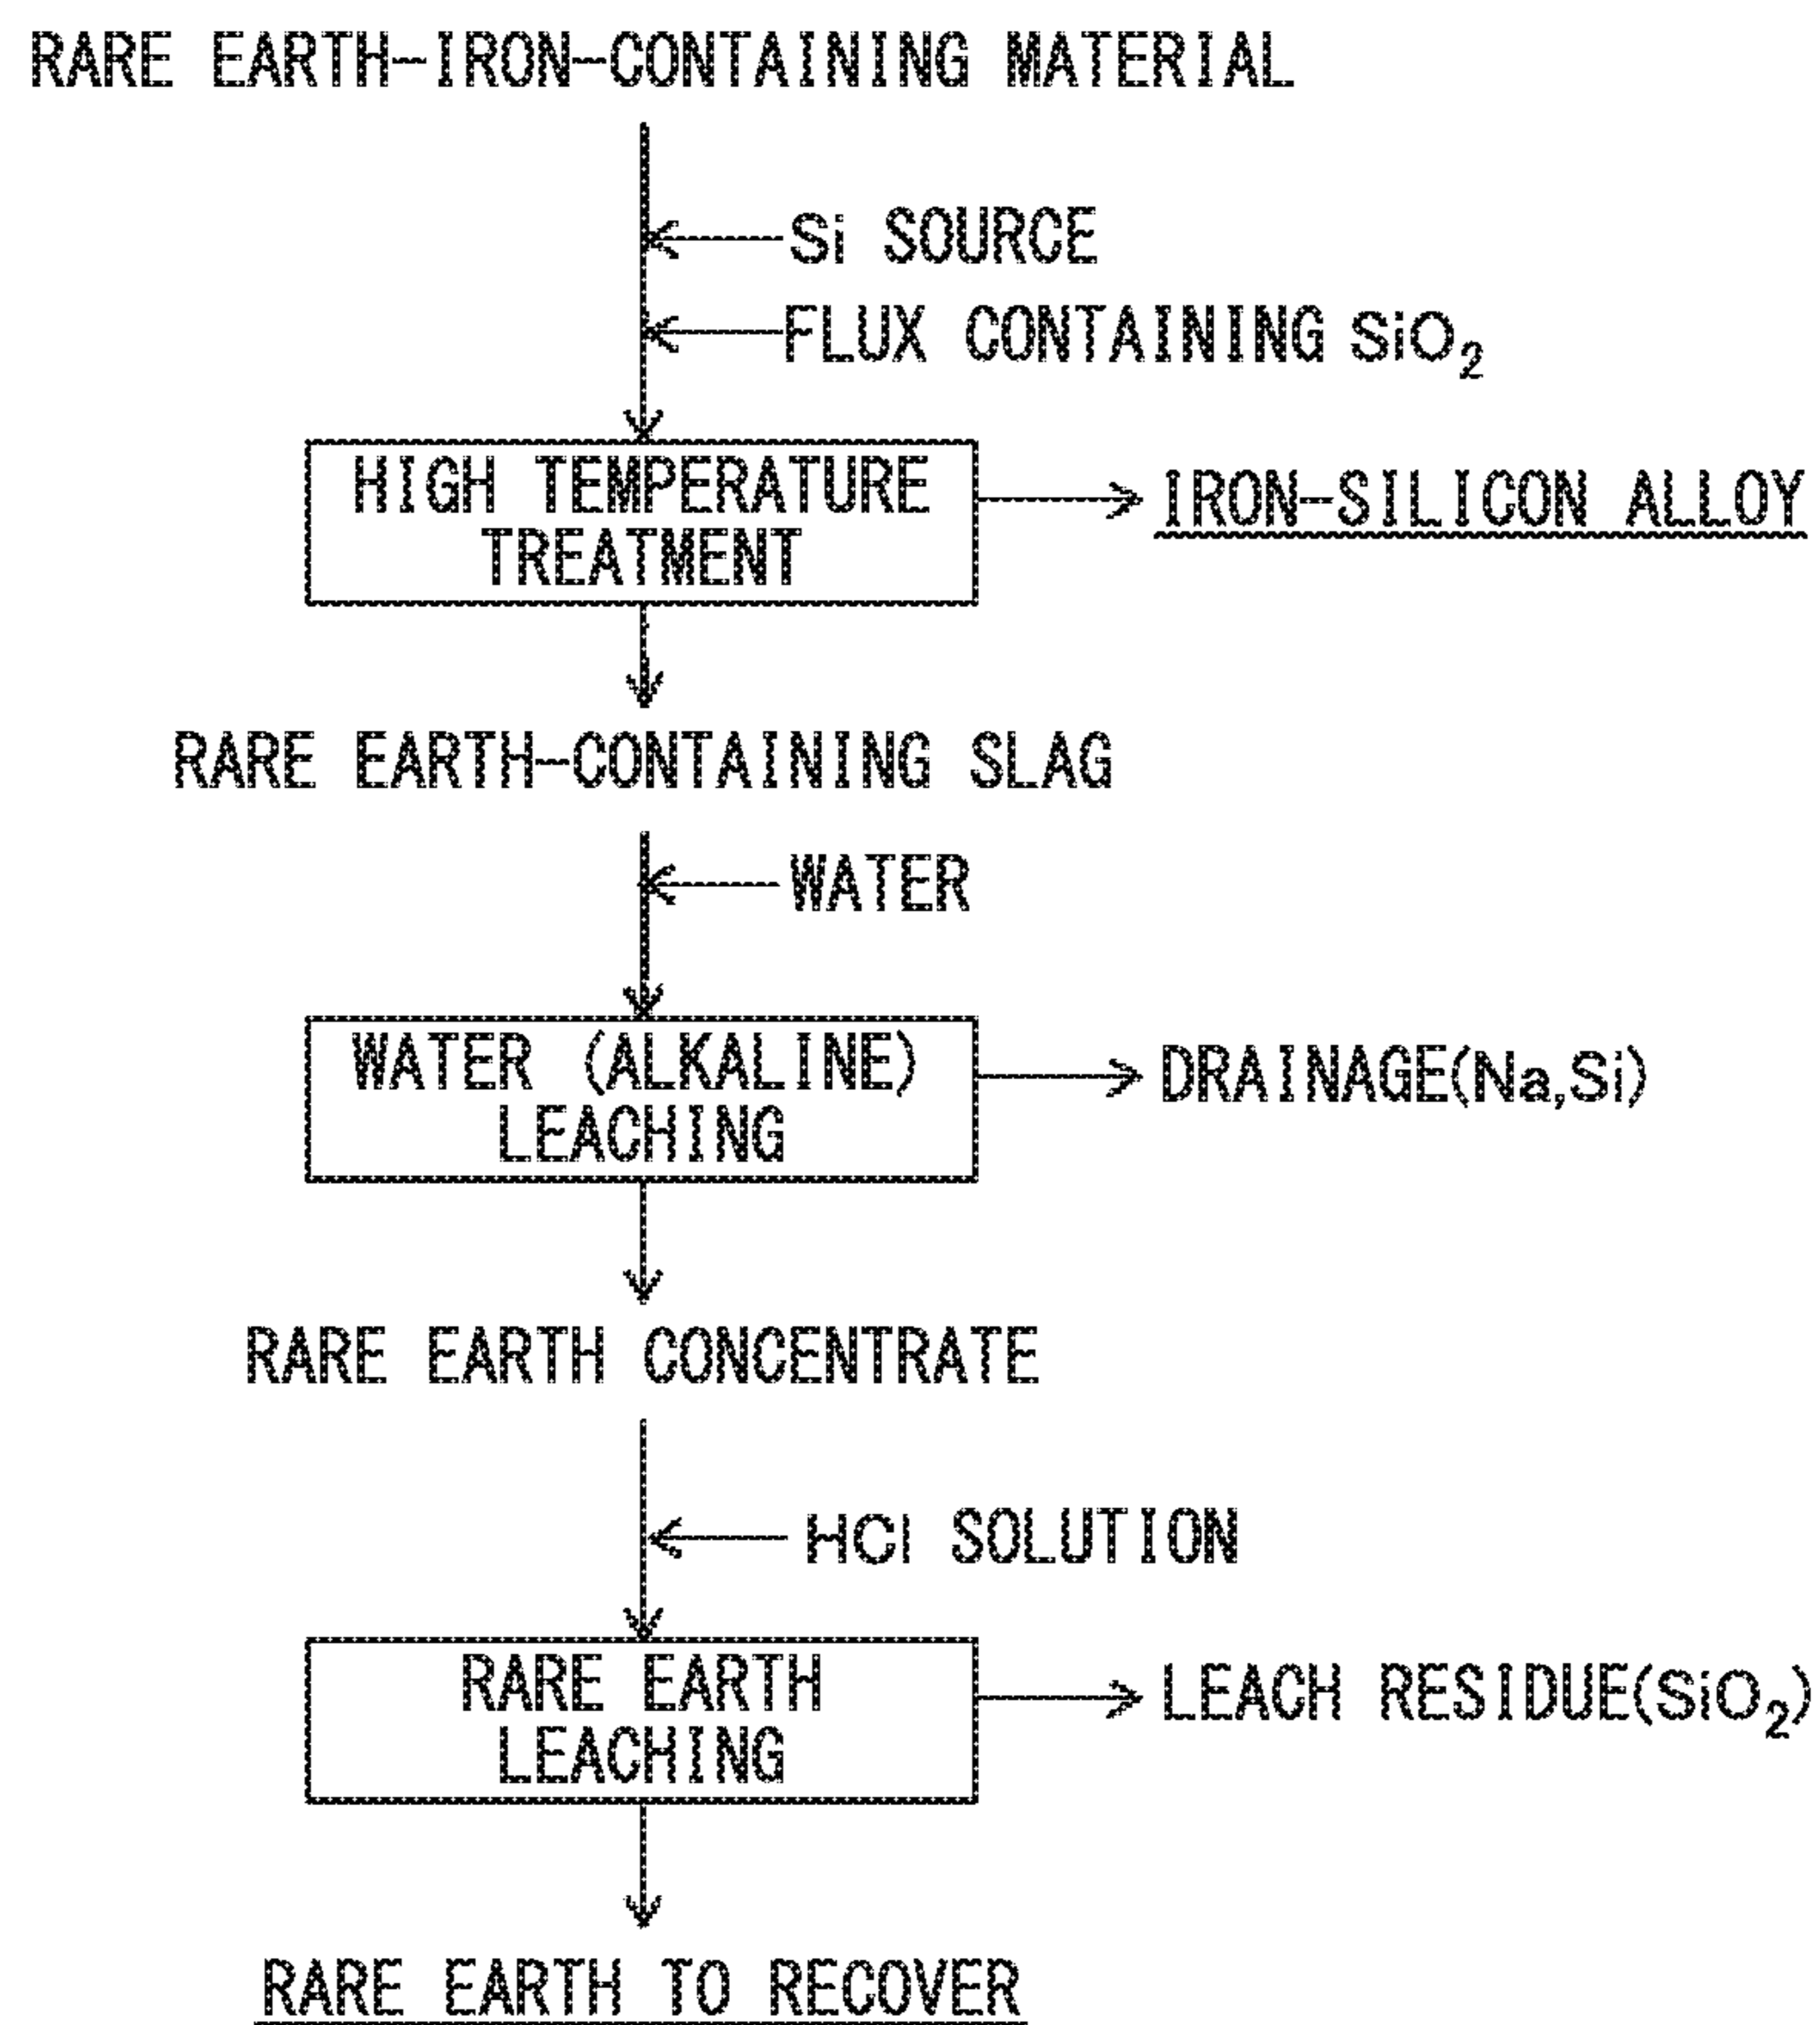 RARE EARTH-IRON-CONTAINING MATERIAL
Si SOURCE
FLUX CONTAINING SiO₂
HIGH TEMPERATURE
TREATMENT
IRON-SILICON ALLOY
RARE EARTH-CONTAINING SLAG
WATER
WATER (ALKALINE)
LEACHING
DRAINAGE(Na,Si)
RARE EARTH CONCENTRATE
HCl SOLUTION
RARE EARTH
LEACHING
LEACH RESIDUE(SiO₂)
RARE EARTH TO RECOVER